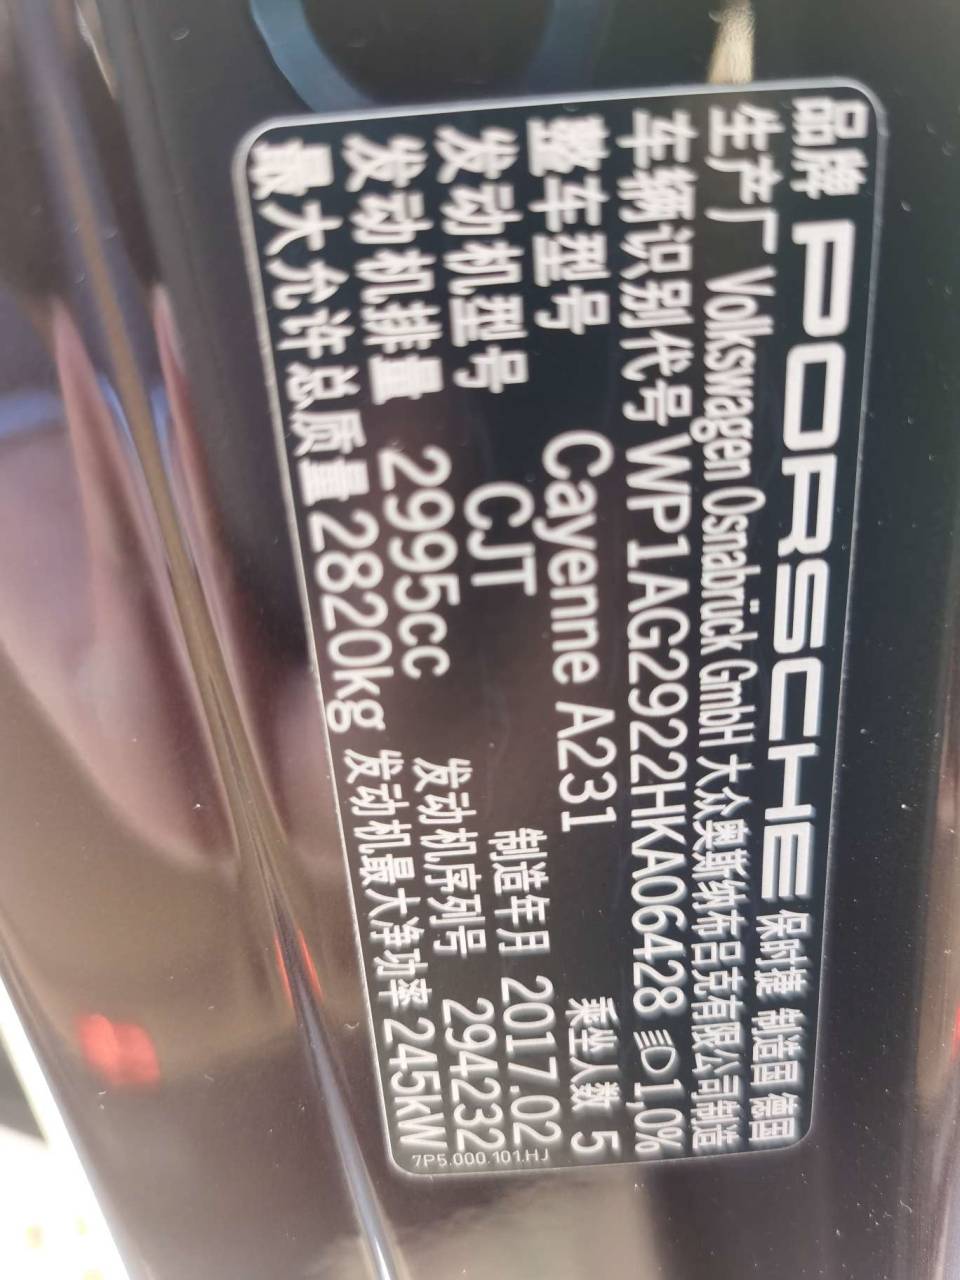 品牌 PORSCHE 保时捷 制造国 德国
生产厂 Volkswagen Osnabrück GmbH 大众奥斯纳布吕克有限公司制造
车辆识别代号 WP1AG2922HKA06428 1,0%
整车型号 Cayenne A231 乘坐人数 5
发动机型号 CJT 制造年月 2017.02
发动机排量 2995cc 发动机序列号 294232
最大允许总质量 2820kg 发动机最大净功率 245kW
7P5.000.101.HJ